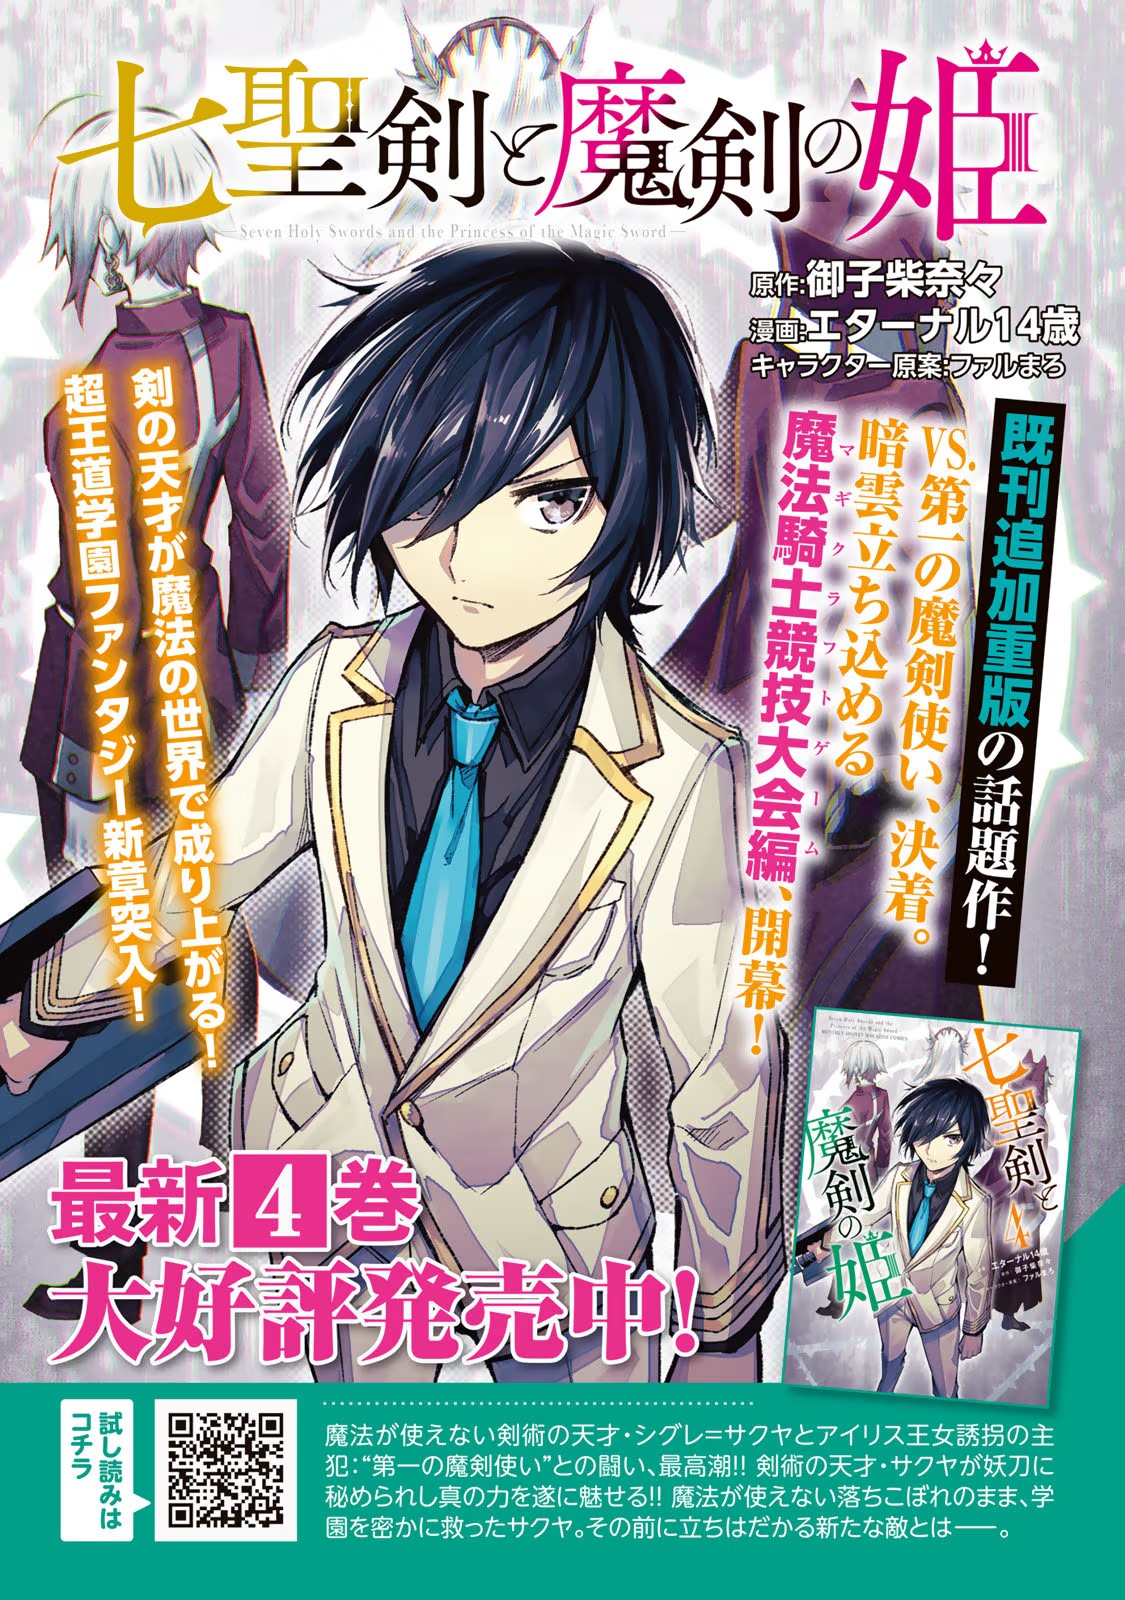 七聖剣と魔剣の姫
—Seven Holy Swords and the Princess of the Magic Sword—
原作:御子柴奈々
漫画:エターナル14歳
キャラクター原案:ファルまろ
既刊追加重版の話題作!
VS.第一の魔剣使い、決着。
暗雲立ち込める
魔法騎士競技大会編、開幕!
マギクラフトゲーム
剣の天才が魔法の世界で成り上がる!
超王道学園ファンタジー新章突入!
Seven Holy Swords and the
Princess of the Magic Sword
MONTHLY SHONEN MAGAZINE COMICS
七聖剣と
魔剣の姫
4
エターナル14歳
御子柴奈々
ファルまろ
最新4巻
大好評発売中!
試し読みは
コチラ
魔法が使えない剣術の天才・シグレ=サクヤとアイリス王女誘拐の主
犯:“第一の魔剣使い”との闘い、最高潮!! 剣術の天才・サクヤが妖刀に
秘められし真の力を遂に魅せる!! 魔法が使えない落ちこぼれのまま、学
園を密かに救ったサクヤ。その前に立ちはだかる新たな敵とは——。